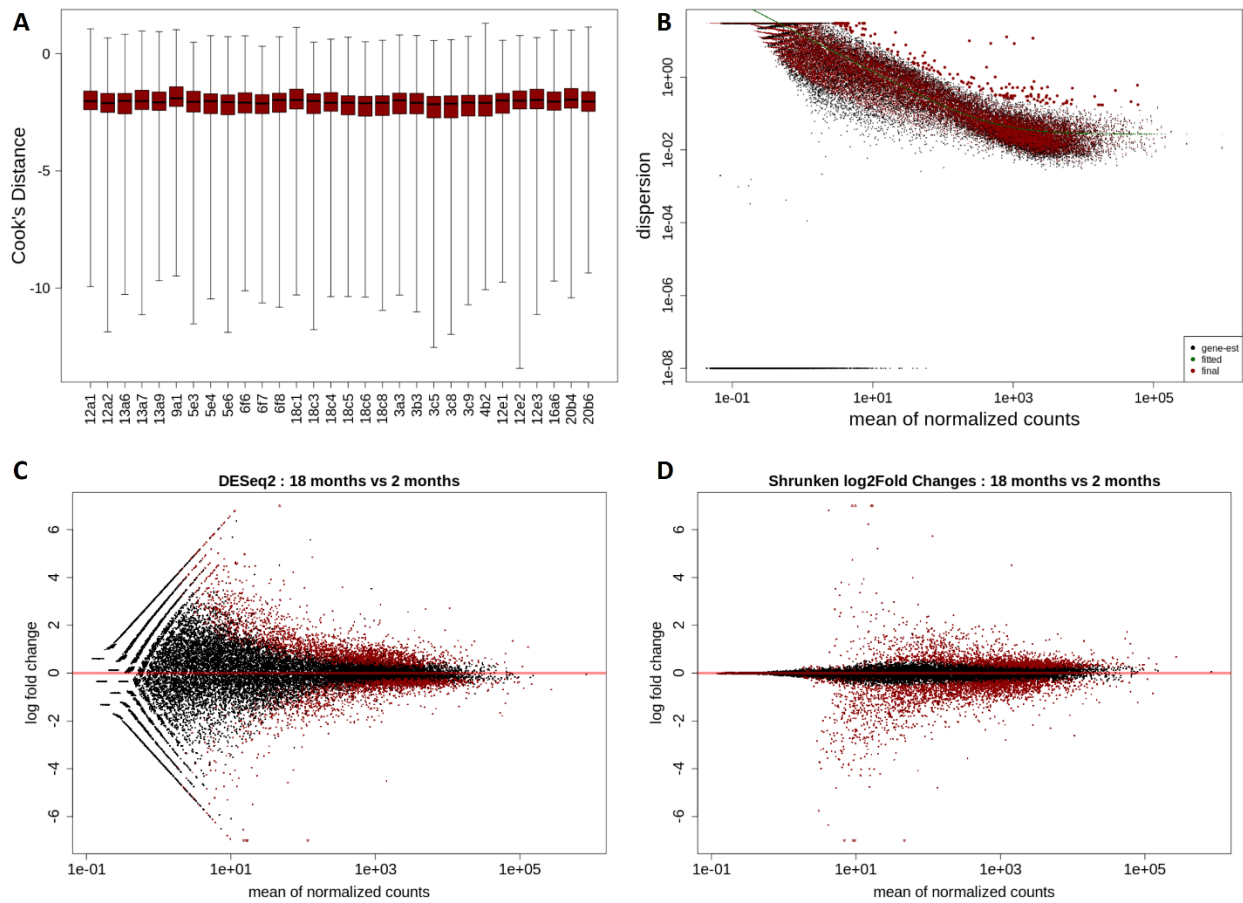 A
Cook's Distance
0
-5
-10
12a1
12a2
13a6
13a7
13a9
9a1
5e3
5e4
5e6
6f6
6f7
6f8
18c1
18c3
18c4
18c5
18c6
18c8
3a3
3b3
3c5
3c8
3c9
4b2
12e1
12e2
12e3
16a6
20b4
20b6
B
dispersion
1e+00
1e-02
1e-04
1e-06
1e-08
gene-est
fitted
final
1e-01
1e+01
1e+03
1e+05
mean of normalized counts
C
DESeq2 : 18 months vs 2 months
log fold change
6
4
2
0
-2
-4
-6
1e-01
1e+01
1e+03
1e+05
mean of normalized counts
D
Shrunken log2Fold Changes : 18 months vs 2 months
log fold change
6
4
2
0
-2
-4
-6
1e-01
1e+01
1e+03
1e+05
mean of normalized counts